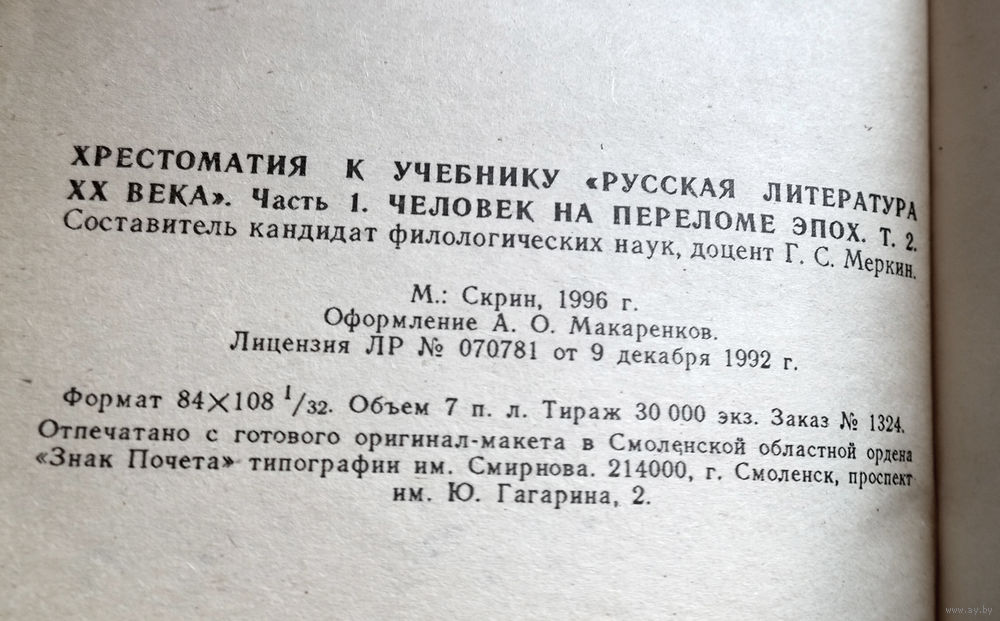 ХРЕСТОМАТИЯ К УЧЕБНИКУ «РУССКАЯ ЛИТЕРАТУРА
XX ВЕКА». Часть 1. ЧЕЛОВЕК НА ПЕРЕЛОМЕ ЭПОХ. Т. 2.
Составитель кандидат филологических наук, доцент Г. С. Меркин.
М.: Скрин, 1996 г.
Оформление А. О. Макаренков.
Лицензия ЛР № 070781 от 9 декабря 1992 г.
Формат 84×108 1/32. Объем 7 п. л. Тираж 30 000 экз. Заказ № 1324.
Отпечатано с готового оригинал-макета в Смоленской областной ордена
«Знак Почета» типографии им. Смирнова. 214000, г. Смоленск, проспект
им. Ю. Гагарина, 2.
www.ay.by